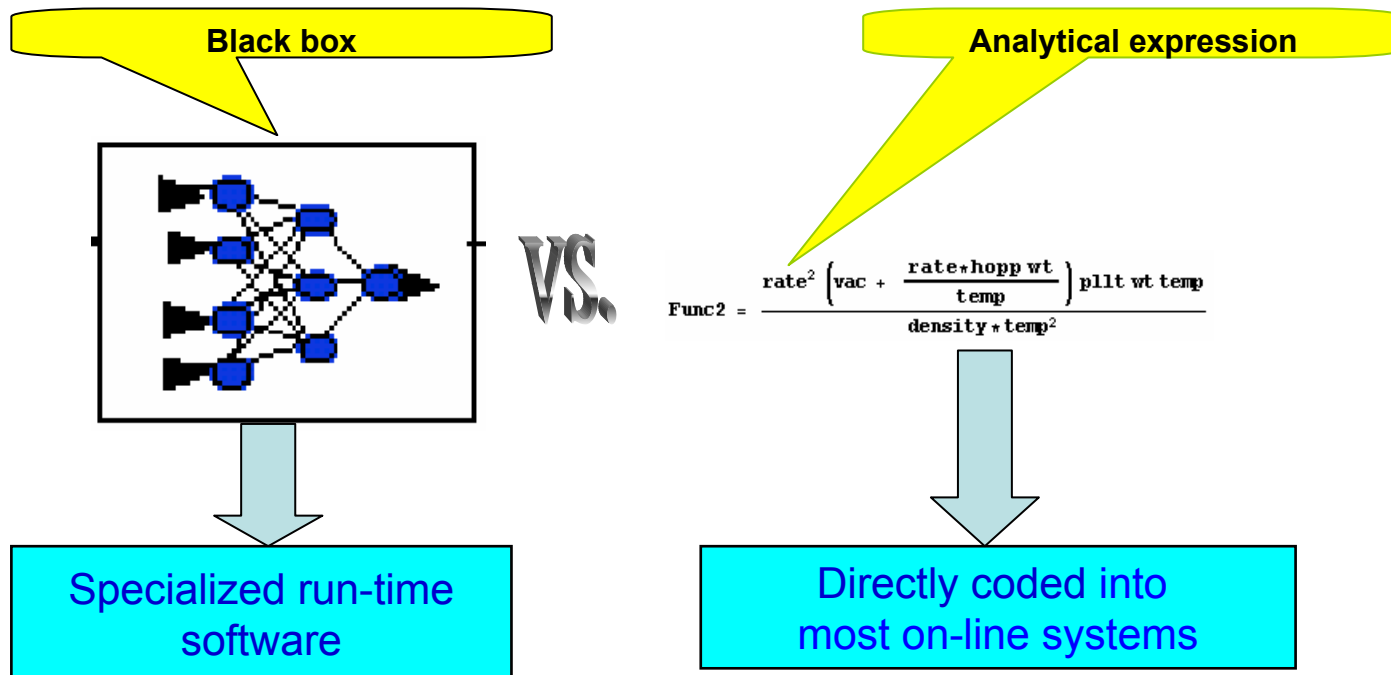 Black box
Analytical expression
VS.
Func2 = rate² (vac + rate*hopp wt / temp) pllt wt temp / density*temp²
Specialized run-time
software
Directly coded into
most on-line systems